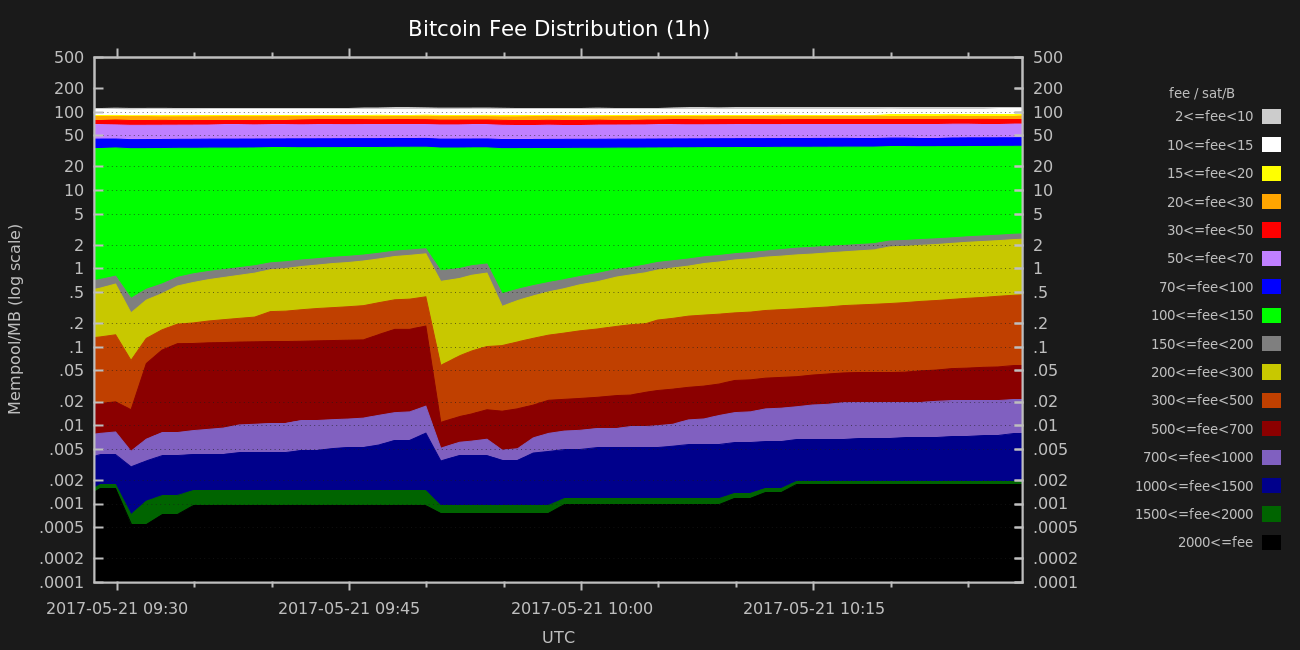 Bitcoin Fee Distribution (1h)
500
200
100
50
20
10
5
2
1
.5
.2
.1
.05
.02
.01
.005
.002
.001
.0005
.0002
.0001
Mempool/MB (log scale)
500
200
100
50
20
10
5
2
1
.5
.2
.1
.05
.02
.01
.005
.002
.001
.0005
.0002
.0001
2017-05-21 09:30 2017-05-21 09:45 2017-05-21 10:00 2017-05-21 10:15
UTC
fee / sat/B
2<=fee<10
10<=fee<15
15<=fee<20
20<=fee<30
30<=fee<50
50<=fee<70
70<=fee<100
100<=fee<150
150<=fee<200
200<=fee<300
300<=fee<500
500<=fee<700
700<=fee<1000
1000<=fee<1500
1500<=fee<2000
2000<=fee